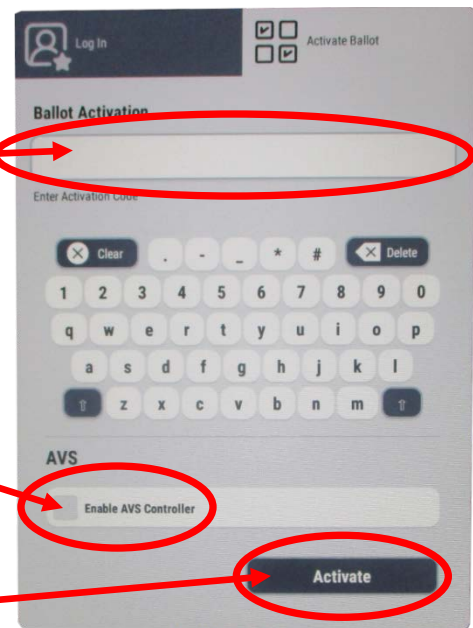 Log In
Activate Ballot
Ballot Activation
Enter Activation Code
Clear . - _ * # Delete
1 2 3 4 5 6 7 8 9 0
q w e r t y u i o p
a s d f g h j k l
z x c v b n m
AVS
Enable AVS Controller
Activate